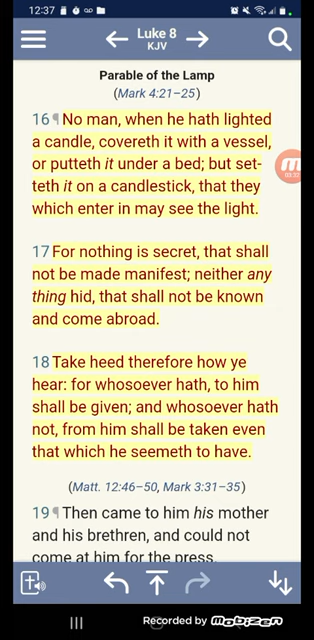 12:37
Luke 8
KJV
Parable of the Lamp
(Mark 4:21–25)
16 ¶ No man, when he hath lighted
a candle, covereth it with a vessel,
or putteth it under a bed; but set-
teth it on a candlestick, that they
which enter in may see the light.
17 For nothing is secret, that shall
not be made manifest; neither any
thing hid, that shall not be known
and come abroad.
18 Take heed therefore how ye
hear: for whosoever hath, to him
shall be given; and whosoever hath
not, from him shall be taken even
that which he seemeth to have.
(Matt. 12:46–50, Mark 3:31–35)
19 ¶ Then came to him his mother
and his brethren, and could not
come at him for the press.
Recorded by Mobizen